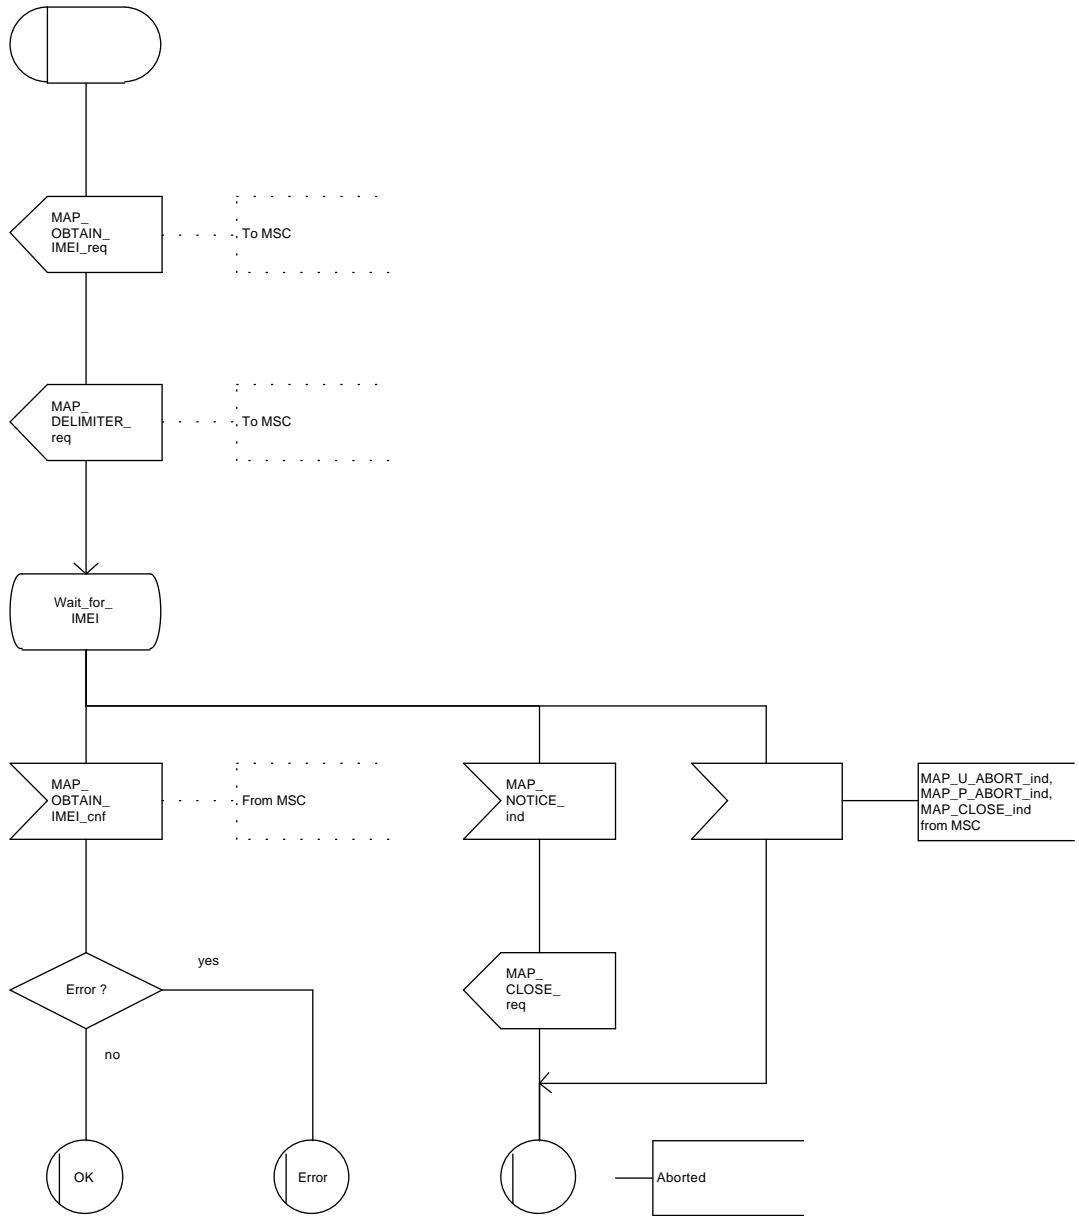 MAP_
OBTAIN_
IMEI_req
To MSC
MAP_
DELIMITER_
req
To MSC
Wait_for_
IMEI
MAP_
OBTAIN_
IMEI_cnf
From MSC
MAP_
NOTICE_
ind
MAP_U_ABORT_ind,
MAP_P_ABORT_ind,
MAP_CLOSE_ind
from MSC
Error ?
yes
no
MAP_
CLOSE_
req
OK
Error
Aborted